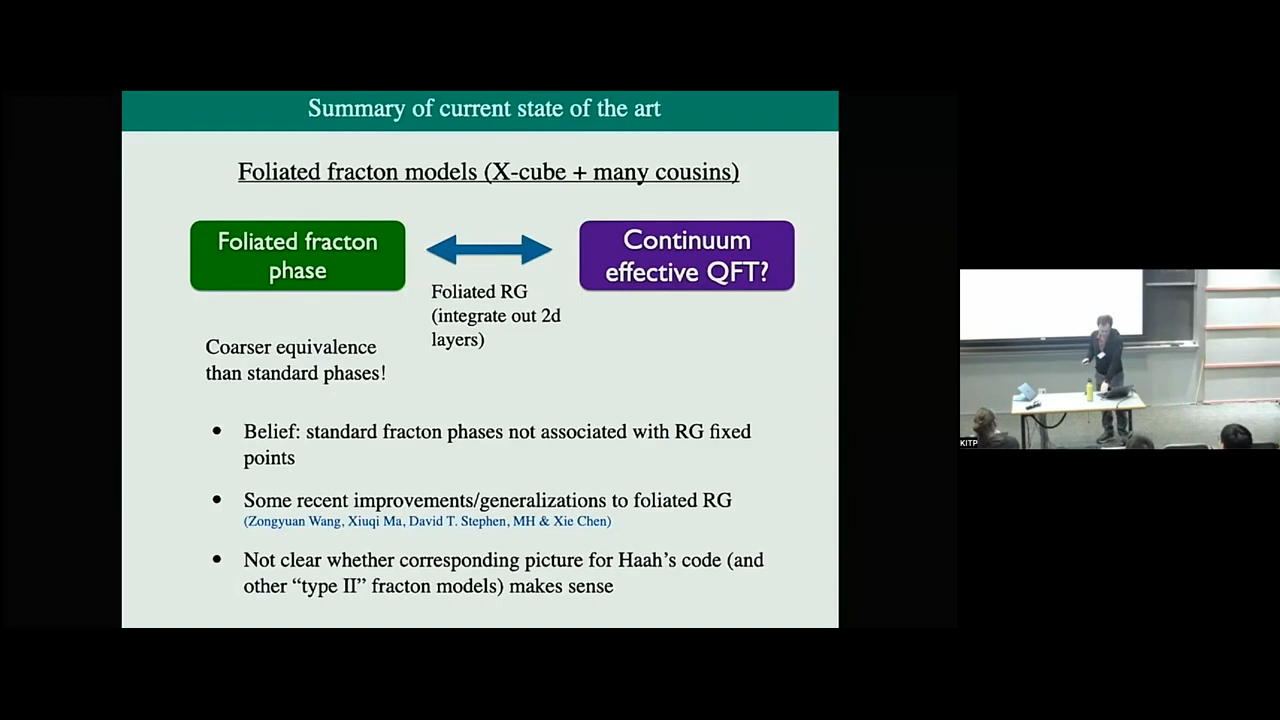 Summary of current state of the art
Foliated fracton models (X-cube + many cousins)
Foliated fracton
phase
Continuum
effective QFT?
Foliated RG
(integrate out 2d
layers)
Coarser equivalence
than standard phases!
• Belief: standard fracton phases not associated with RG fixed
points
• Some recent improvements/generalizations to foliated RG
(Zongyuan Wang, Xiuqi Ma, David T. Stephen, MH & Xie Chen)
• Not clear whether corresponding picture for Haah's code (and
other “type II” fracton models) makes sense
KITP